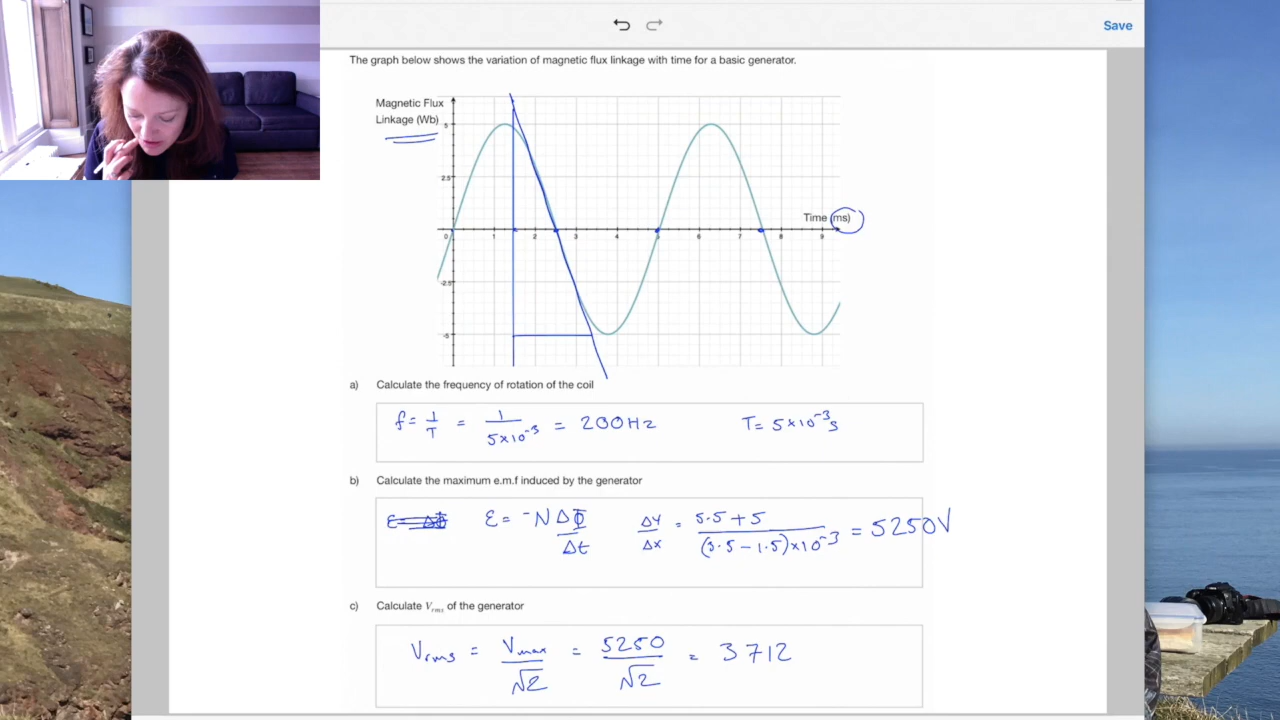 Save
The graph below shows the variation of magnetic flux linkage with time for a basic generator.
Magnetic Flux
Linkage (Wb)
5
2.5
Time (ms)
0 1 2 3 4 5 6 7 8 9
-2.5
-5
a) Calculate the frequency of rotation of the coil
f = 1/T = 1/5×10⁻³ = 200Hz T = 5×10⁻³s
b) Calculate the maximum e.m.f induced by the generator
ε = -NΔΦ/Δt Δy/Δx = 5.5+5/(3.5-1.5)×10⁻³ = 5250V
c) Calculate Vrms of the generator
Vrms = Vmax/√2 = 5250/√2 = 3712